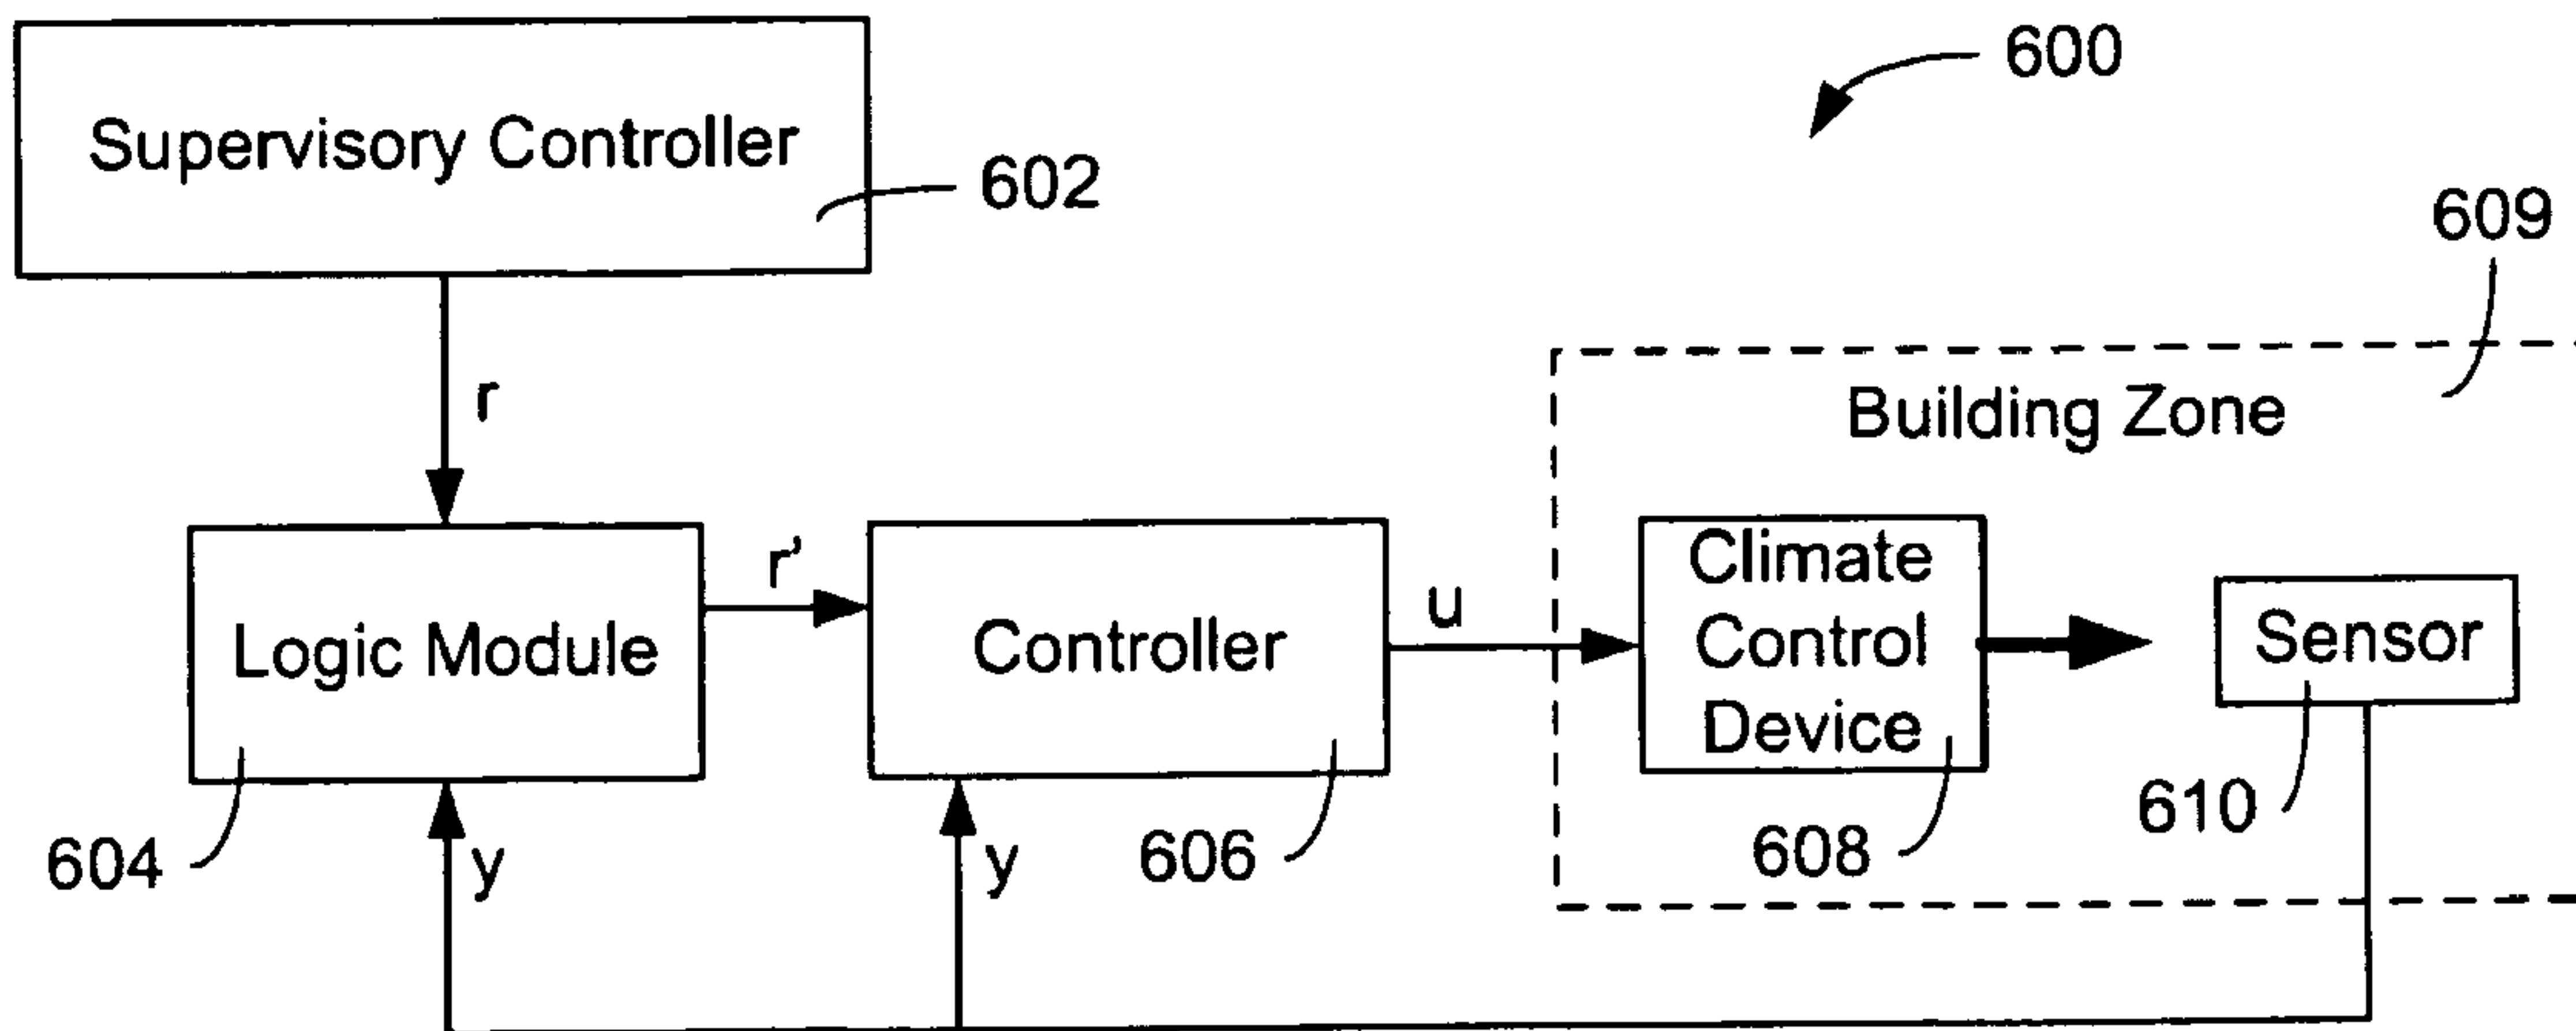 600
Supervisory Controller
602
609
r
Building Zone
r'
Climate
Control
Device
u
Logic Module
Controller
Sensor
604
y
y
606
608
610